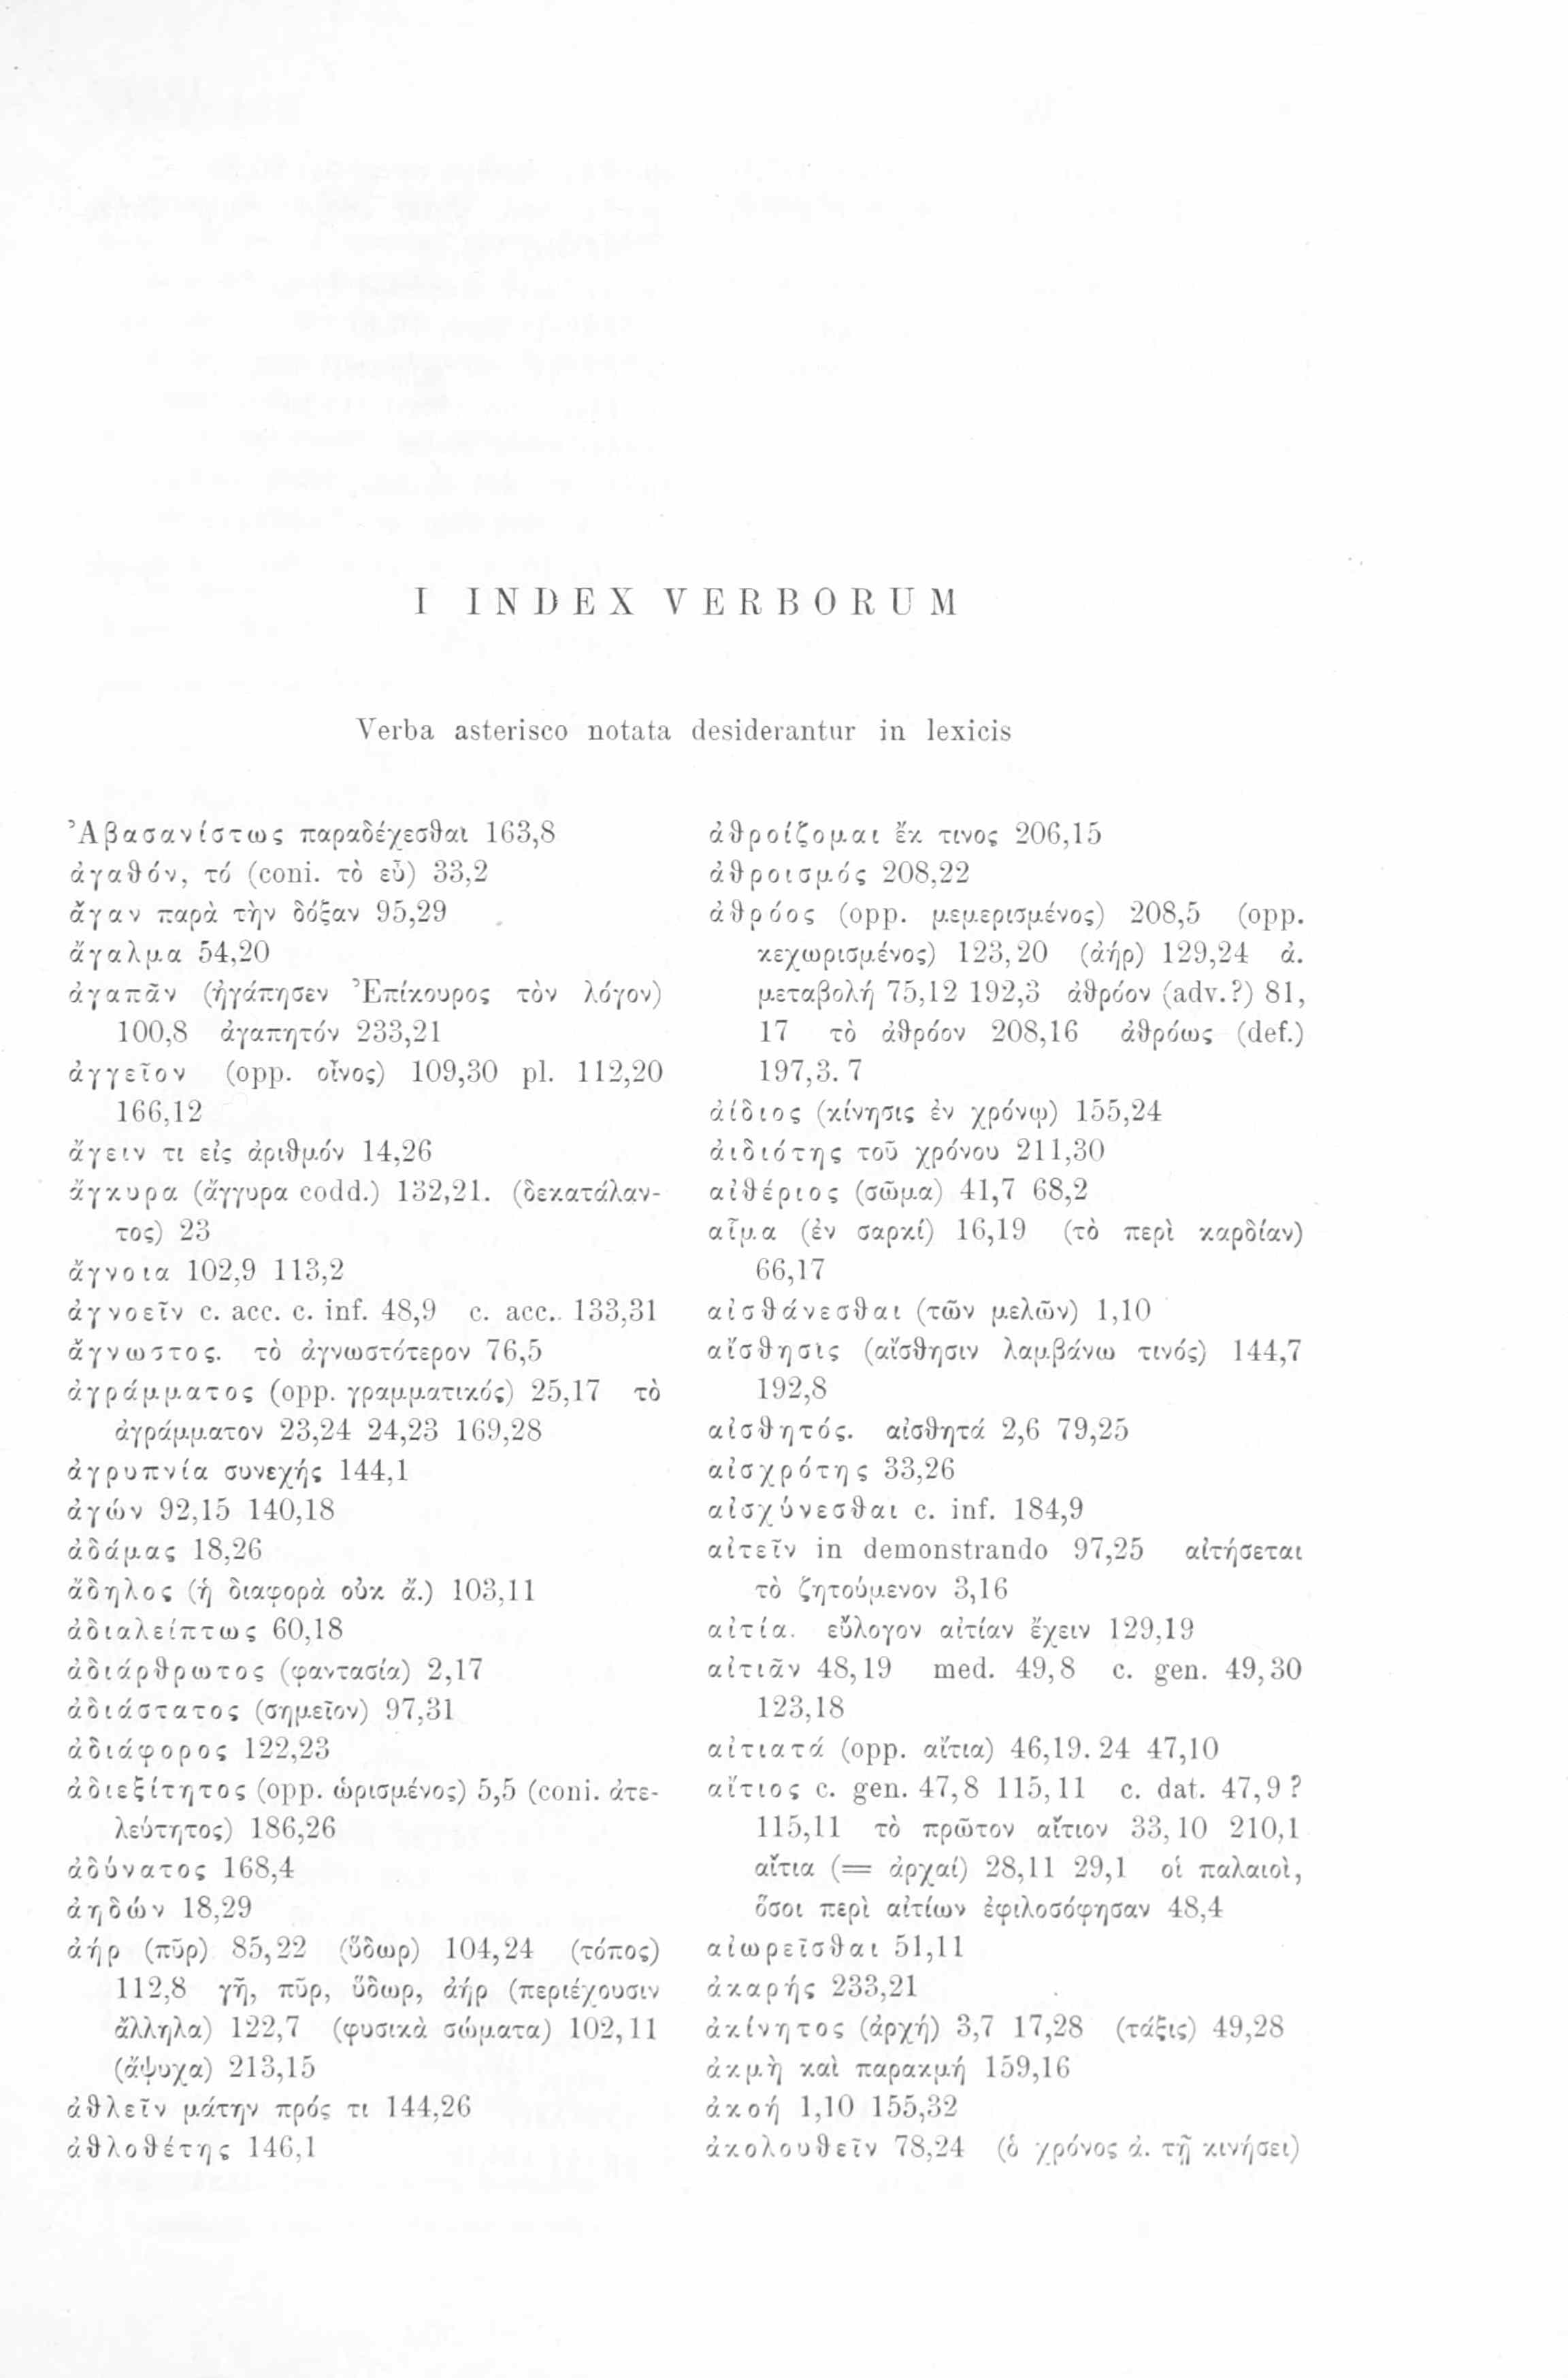 I INDEX VERBORUM
Verba asterisco notata desiderantur in lexicis
Ἀβασανίστως παραδέχεσθαι 163,8
ἀγαθόν, τό (coni. τὸ εὖ) 33,2
ἄγαν παρὰ τὴν δόξαν 95,29
ἄγαλμα 54,20
ἀγαπᾶν (ἠγάπησεν Ἐπίκουρος τὸν λόγον)
100,8 ἀγαπητόν 233,21
ἀγγεῖον (opp. οἶνος) 109,30 pl. 112,20
166,12
ἄγειν τι εἰς ἀριθμόν 14,26
ἄγκυρα (ἄγγυρα codd.) 132,21. (δεκατάλαν-
τος) 23
ἄγνοια 102,9 113,2
ἀγνοεῖν c. acc. c. inf. 48,9 c. acc. 133,31
ἄγνωστος. τὸ ἀγνωστότερον 76,5
ἀγράμματος (opp. γραμματικός) 25,17 τὸ
ἀγράμματον 23,24 24,23 169,28
ἀγρυπνία συνεχής 144,1
ἀγών 92,15 140,18
ἀδάμας 18,26
ἄδηλος (ἡ διαφορὰ οὐκ ἄ.) 103,11
ἀδιαλείπτως 60,18
ἀδιάρθρωτος (φαντασία) 2,17
ἀδιάστατος (σημεῖον) 97,31
ἀδιάφορος 122,23
ἀδιεξίτητος (opp. ὡρισμένος) 5,5 (coni. ἀτε-
λεύτητος) 186,26
ἀδύνατος 168,4
ἀηδών 18,29
ἀήρ (πῦρ) 85,22 (ὕδωρ) 104,24 (τόπος)
112,8 γῆ, πῦρ, ὕδωρ, ἀήρ (περιέχουσιν
ἄλληλα) 122,7 (φυσικὰ σώματα) 102,11
(ἄψυχα) 213,15
ἀθλεῖν μάτην πρός τι 144,26
ἀθλοθέτης 146,1
ἀθροίζομαι ἔκ τινος 206,15
ἀθροισμός 208,22
ἀθρόος (opp. μεμερισμένος) 208,5 (opp.
κεχωρισμένος) 123,20 (ἀήρ) 129,24 ἀ.
μεταβολή 75,12 192,3 ἀθρόον (adv.?) 81,
17 τὸ ἀθρόον 208,16 ἀθρόως (def.)
197,3. 7
ἀίδιος (κίνησις ἐν χρόνῳ) 155,24
ἀιδιότης τοῦ χρόνου 211,30
αἰθέριος (σῶμα) 41,7 68,2
αἷμα (ἐν σαρκί) 16,19 (τὸ περὶ καρδίαν)
66,17
αἰσθάνεσθαι (τῶν μελῶν) 1,10
αἴσθησις (αἴσθησιν λαμβάνω τινός) 144,7
192,8
αἰσθητός. αἰσθητά 2,6 79,25
αἰσχρότης 33,26
αἰσχύνεσθαι c. inf. 184,9
αἰτεῖν in demonstrando 97,25 αἰτήσεται
τὸ ζητούμενον 3,16
αἰτία. εὔλογον αἰτίαν ἔχειν 129,19
αἰτιᾶν 48,19 med. 49,8 c. gen. 49,30
123,18
αἰτιατά (opp. αἴτια) 46,19. 24 47,10
αἴτιος c. gen. 47,8 115,11 c. dat. 47,9?
115,11 τὸ πρῶτον αἴτιον 33,10 210,1
αἴτια (= ἀρχαί) 28,11 29,1 οἱ παλαιοὶ,
ὅσοι περὶ αἰτίων ἐφιλοσόφησαν 48,4
αἰωρεῖσθαι 51,11
ἀκαρής 233,21
ἀκίνητος (ἀρχή) 3,7 17,28 (τάξις) 49,28
ἀκμὴ καὶ παρακμή 159,16
ἀκοή 1,10 155,32
ἀκολουθεῖν 78,24 (ὁ χρόνος ἀ. τῇ κινήσει)